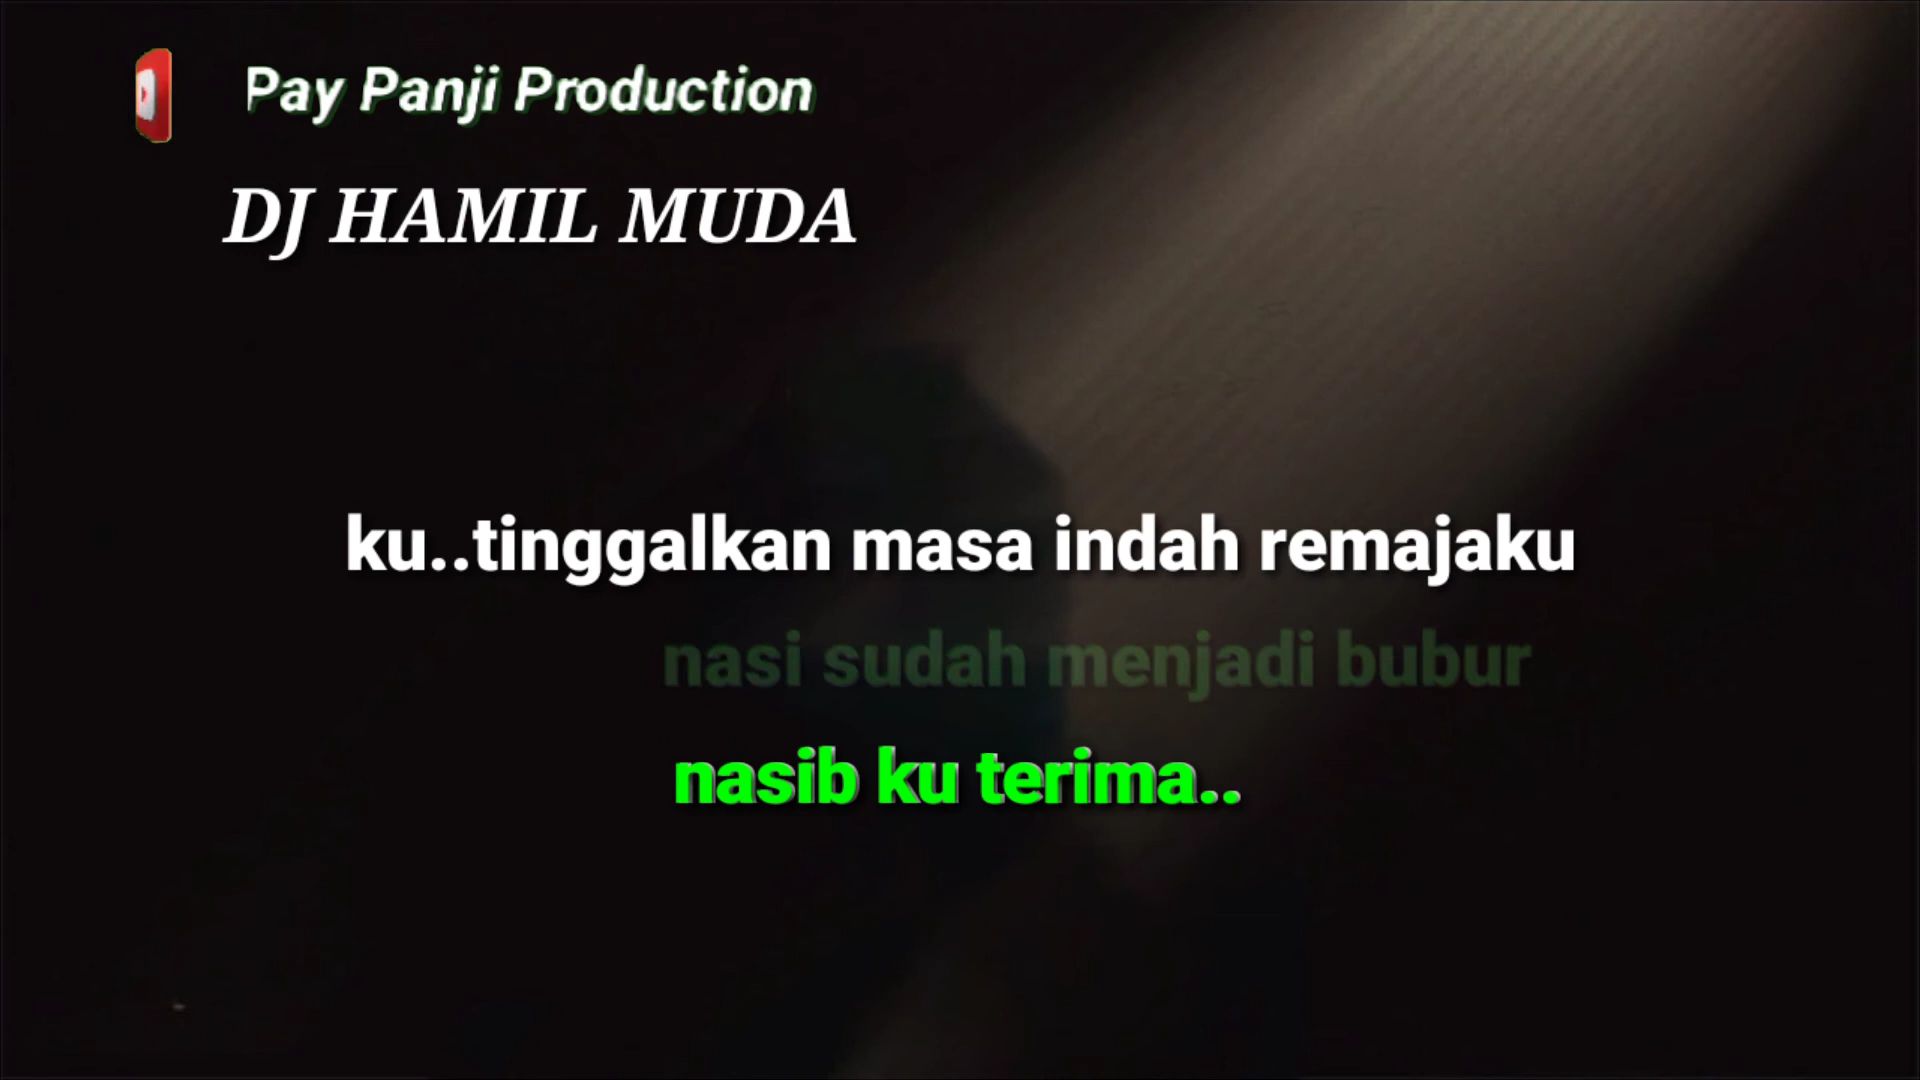 Pay Panji Production
DJ HAMIL MUDA
ku..tinggalkan masa indah remajaku
nasi sudah menjadi bubur
nasib ku terima..